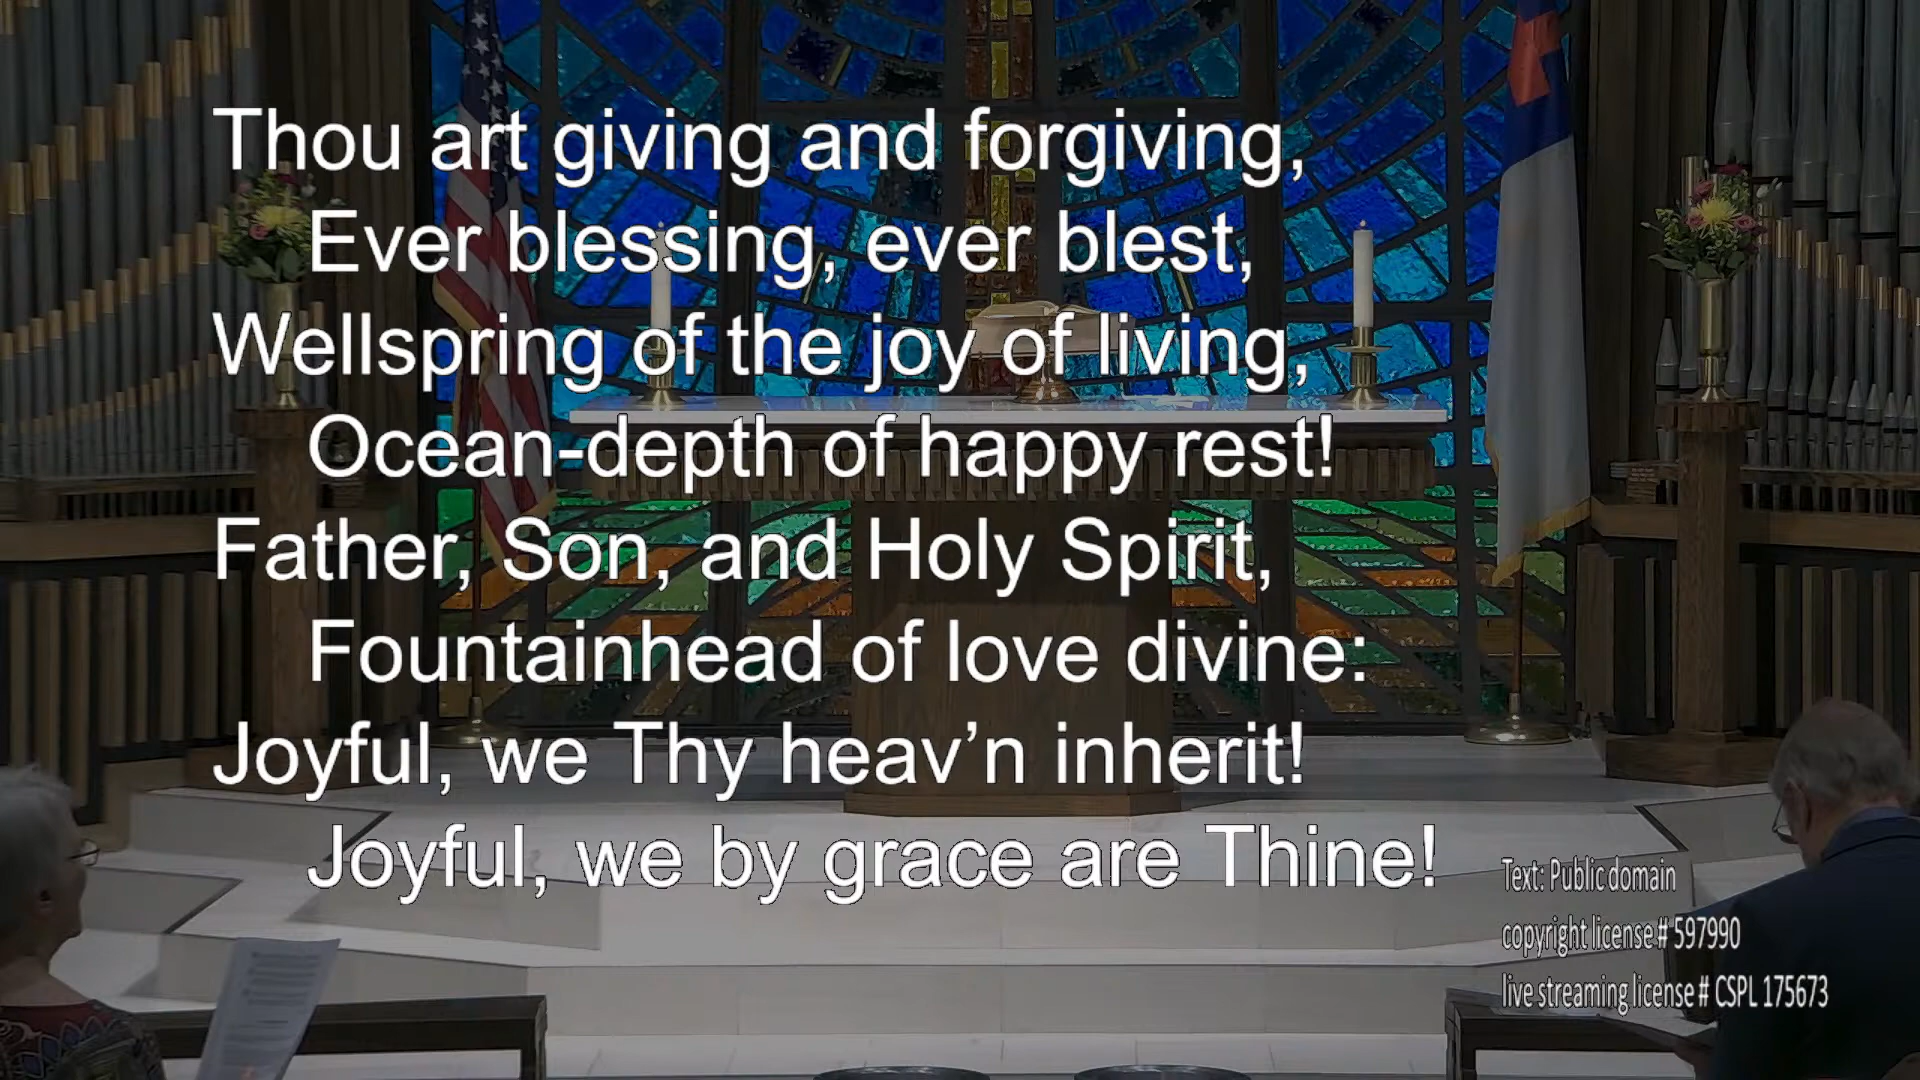 Thou art giving and forgiving,
Ever blessing, ever blest,
Wellspring of the joy of living,
Ocean-depth of happy rest!
Father, Son, and Holy Spirit,
Fountainhead of love divine:
Joyful, we Thy heav’n inherit!
Joyful, we by grace are Thine!
Text: Public domain
copyright license # 597990
live streaming license # CSPL 175673